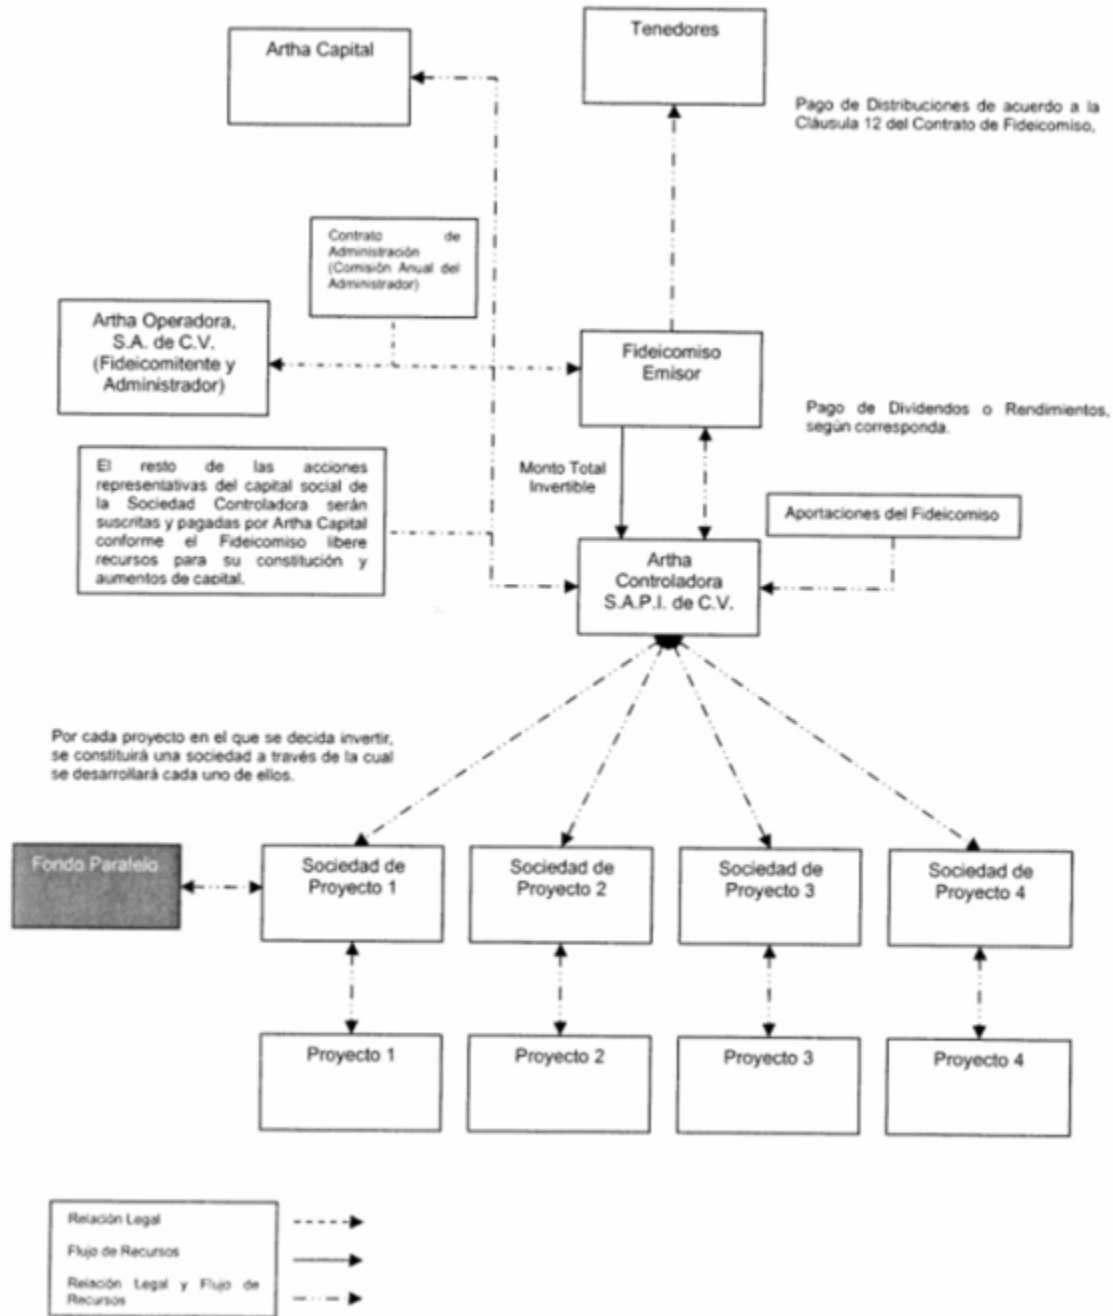 Artha Capital
Tenedores
Pago de Distribuciones de acuerdo a la
Cláusula 12 del Contrato de Fideicomiso,
Contrato de
Administración
(Comisión Anual del
Administrador)
Artha Operadora,
S.A. de C.V.
(Fideicomitente y
Administrador)
Fideicomiso
Emisor
Pago de Dividendos o Rendimientos,
según corresponda.
El resto de las acciones
representativas del capital social de
la Sociedad Controladora serán
suscritas y pagadas por Artha Capital
conforme el Fideicomiso libere
recursos para su constitución y
aumentos de capital.
Monto Total
Invertible
Aportaciones del Fideicomiso
Artha
Controladora
S.A.P.I. de C.V.
Por cada proyecto en el que se decida invertir,
se constituirá una sociedad a través de la cual
se desarrollará cada uno de ellos.
Fondo Paralelo
Sociedad de
Proyecto 1
Sociedad de
Proyecto 2
Sociedad de
Proyecto 3
Sociedad de
Proyecto 4
Proyecto 1
Proyecto 2
Proyecto 3
Proyecto 4
Relación Legal
Flujo de Recursos
Relación Legal y Flujo de
Recursos